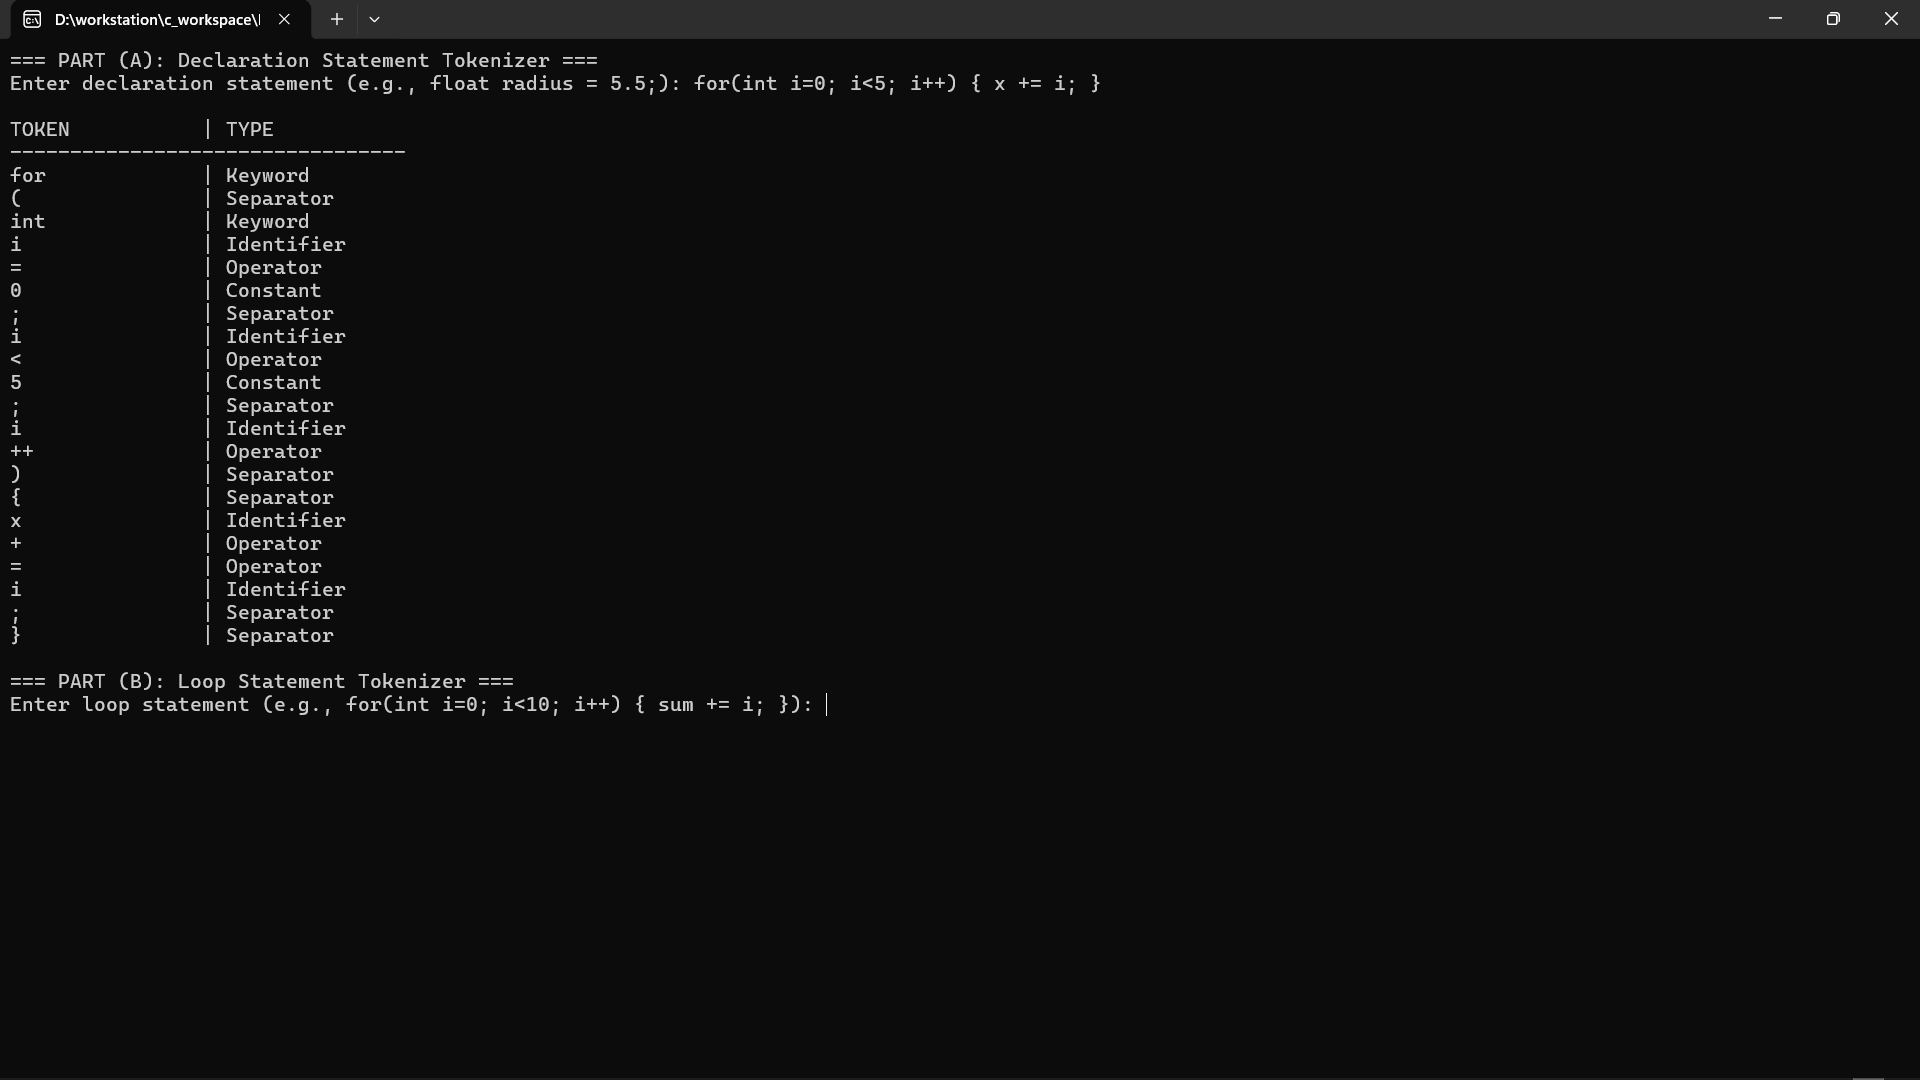 D:\workstation\c_workspace\
=== PART (A): Declaration Statement Tokenizer ===
Enter declaration statement (e.g., float radius = 5.5;): for(int i=0; i<5; i++) { x += i; }
TOKEN | TYPE
---------------------------------
for | Keyword
( | Separator
int | Keyword
i | Identifier
= | Operator
0 | Constant
; | Separator
i | Identifier
< | Operator
5 | Constant
; | Separator
i | Identifier
++ | Operator
) | Separator
{ | Separator
x | Identifier
+ | Operator
= | Operator
i | Identifier
; | Separator
} | Separator
=== PART (B): Loop Statement Tokenizer ===
Enter loop statement (e.g., for(int i=0; i<10; i++) { sum += i; }):